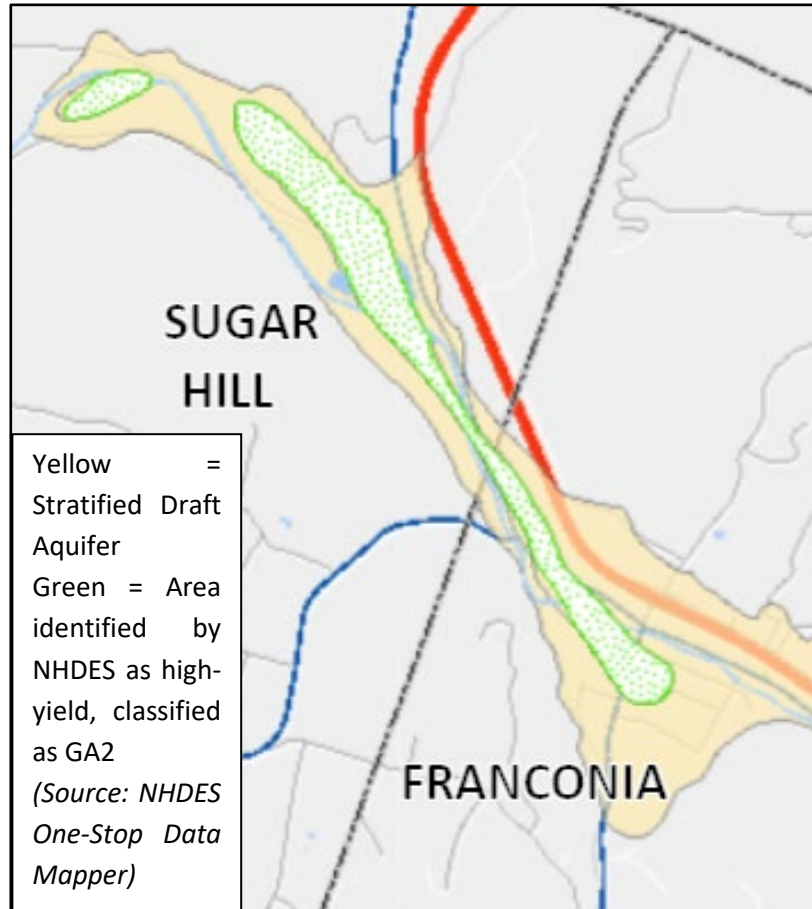 SUGAR
HILL
Yellow =
Stratified Draft
Aquifer
Green = Area
identified by
NHDES as high-
yield, classified
as GA2
(Source: NHDES
One-Stop Data
Mapper)
FRANCONIA